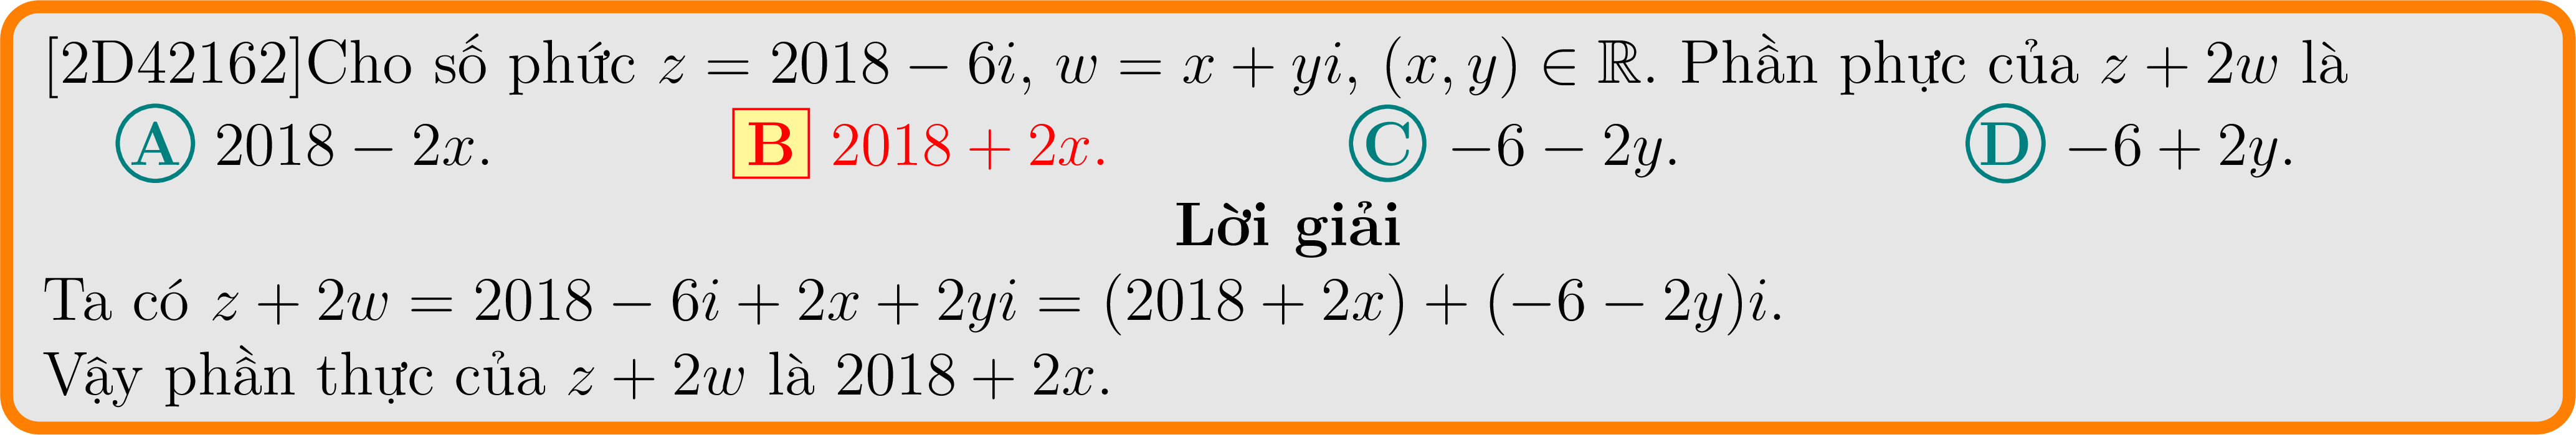 [2D42162]Cho số phức z = 2018 − 6i, w = x + yi, (x, y) ∈ ℝ. Phần phực của z + 2w là
A 2018 − 2x. B 2018 + 2x. C −6 − 2y. D −6 + 2y.
Lời giải
Ta có z + 2w = 2018 − 6i + 2x + 2yi = (2018 + 2x) + (−6 − 2y)i.
Vậy phần thực của z + 2w là 2018 + 2x.